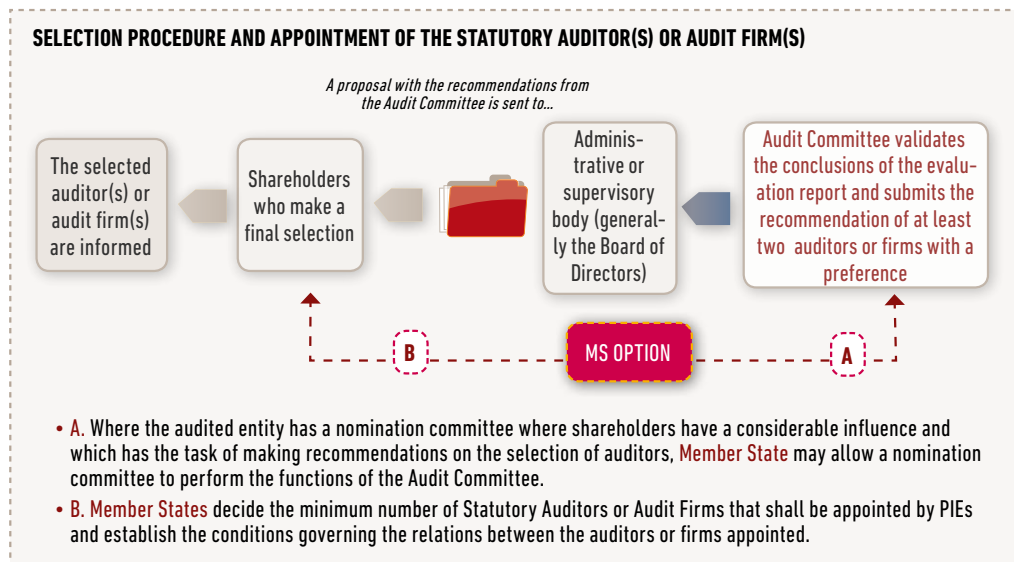 SELECTION PROCEDURE AND APPOINTMENT OF THE STATUTORY AUDITOR(S) OR AUDIT FIRM(S)
A proposal with the recommendations from
the Audit Committee is sent to...
The selected
auditor(s) or
audit firm(s)
are informed
Shareholders
who make a
final selection
Adminis-
trative or
supervisory
body (general-
ly the Board of
Directors)
Audit Committee validates
the conclusions of the evalu-
ation report and submits the
recommendation of at least
two auditors or firms with a
preference
B
MS OPTION
A
• A. Where the audited entity has a nomination committee where shareholders have a considerable influence and
which has the task of making recommendations on the selection of auditors, Member State may allow a nomination
committee to perform the functions of the Audit Committee.
• B. Member States decide the minimum number of Statutory Auditors or Audit Firms that shall be appointed by PIEs
and establish the conditions governing the relations between the auditors or firms appointed.